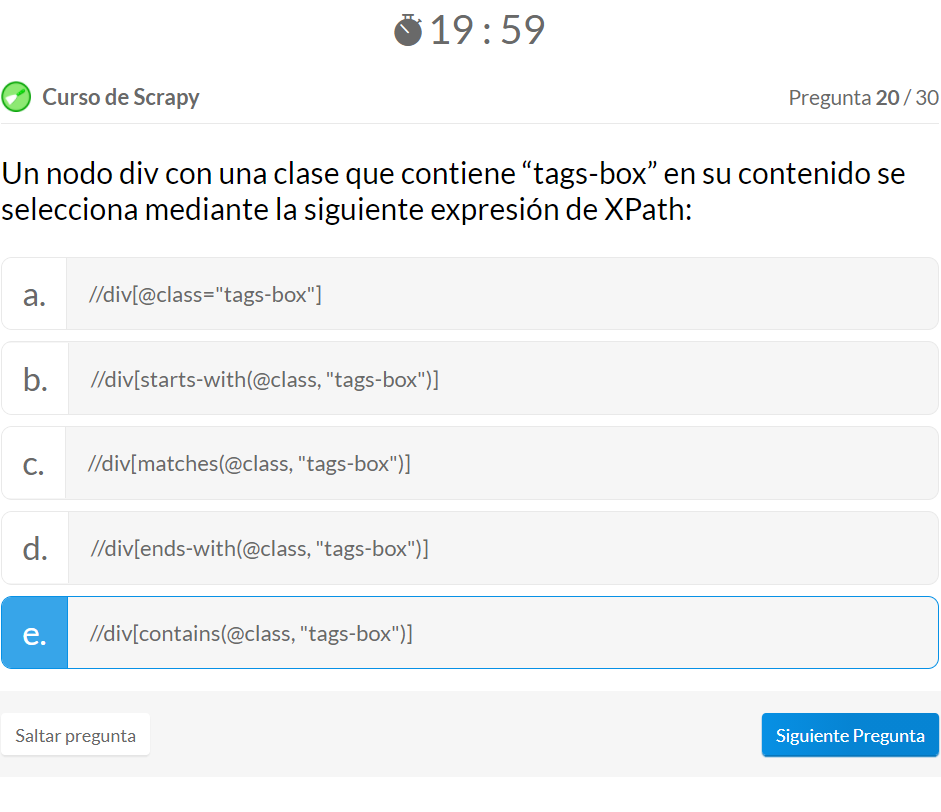 19 : 59
Curso de Scrapy
Pregunta 20 / 30
Un nodo div con una clase que contiene “tags-box” en su contenido se
selecciona mediante la siguiente expresión de XPath:
a. //div[@class="tags-box"]
b. //div[starts-with(@class, "tags-box")]
c. //div[matches(@class, "tags-box")]
d. //div[ends-with(@class, "tags-box")]
e. //div[contains(@class, "tags-box")]
Saltar pregunta
Siguiente Pregunta